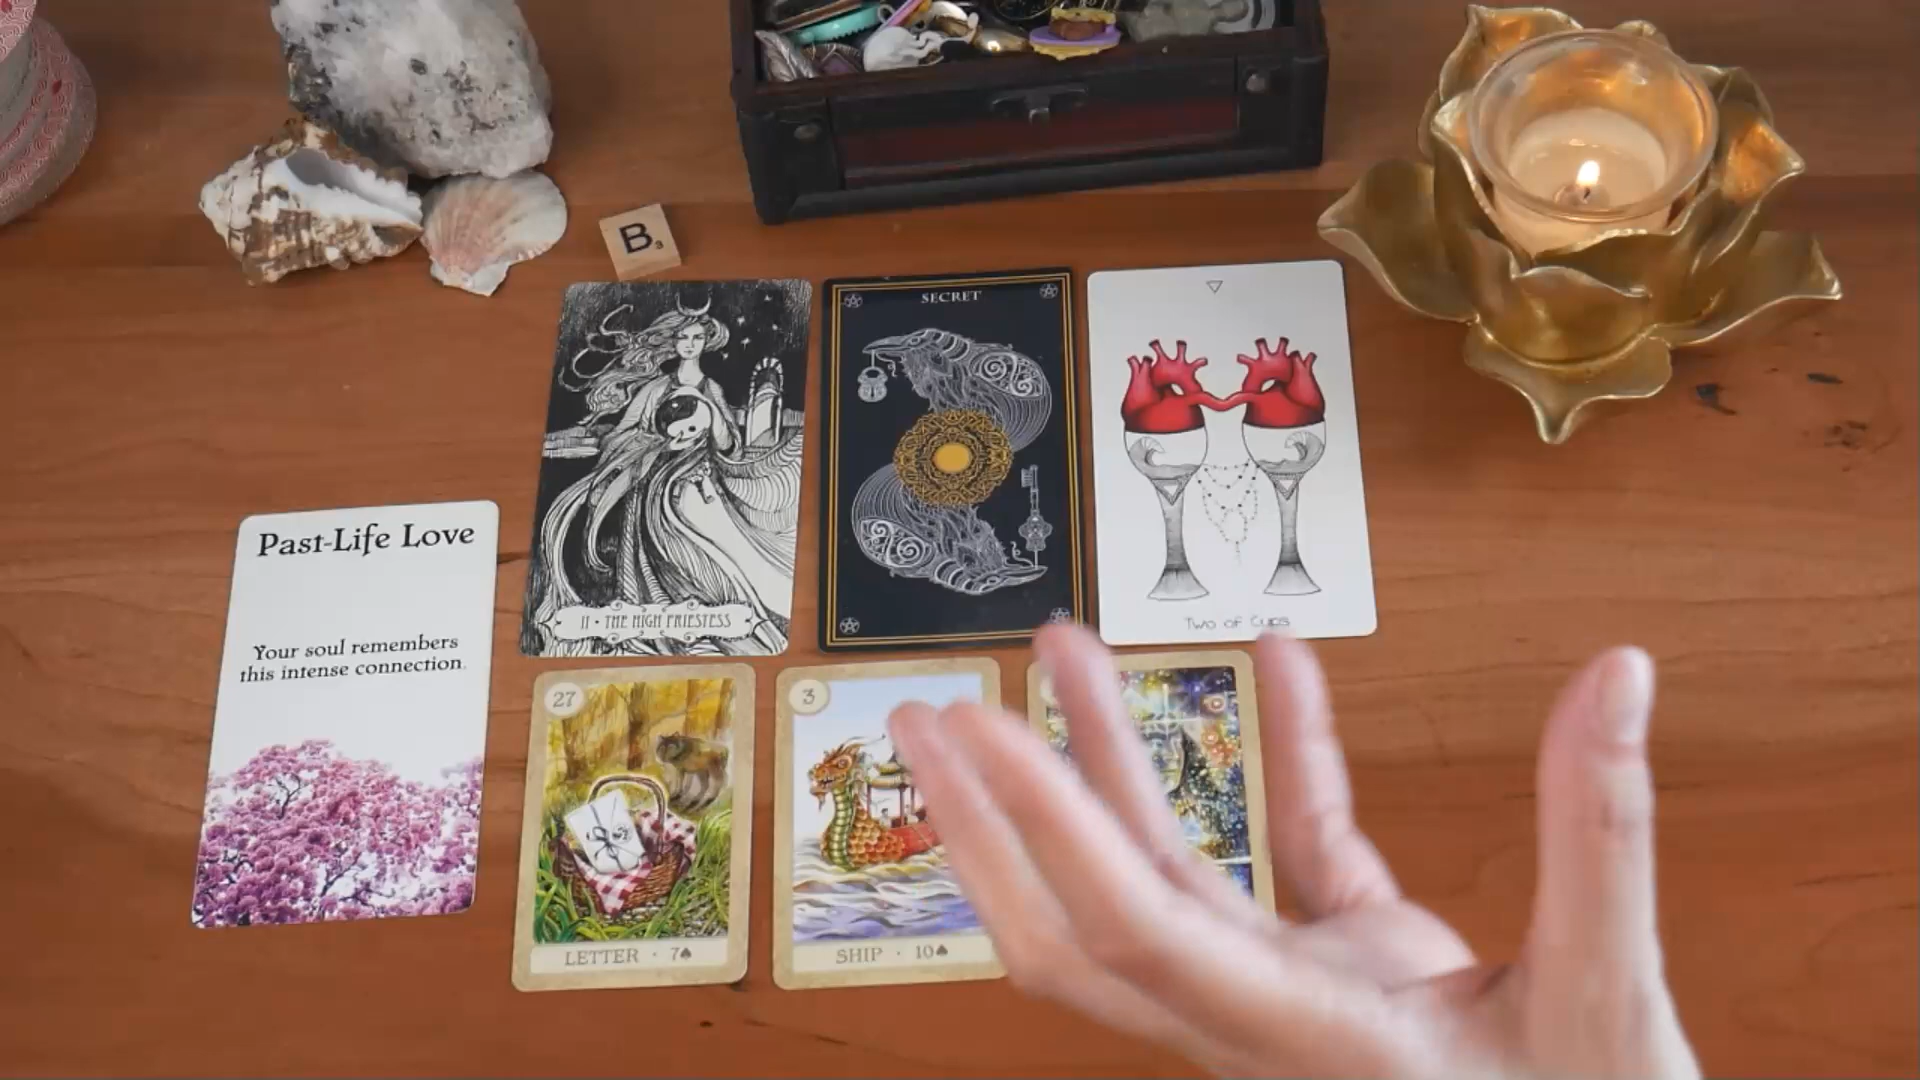 B3
SECRET
II • THE HIGH PRIESTESS
Two of Cups
Past-Life Love
Your soul remembers
this intense connection.
27
LETTER · 7♠
3
SHIP · 10♠